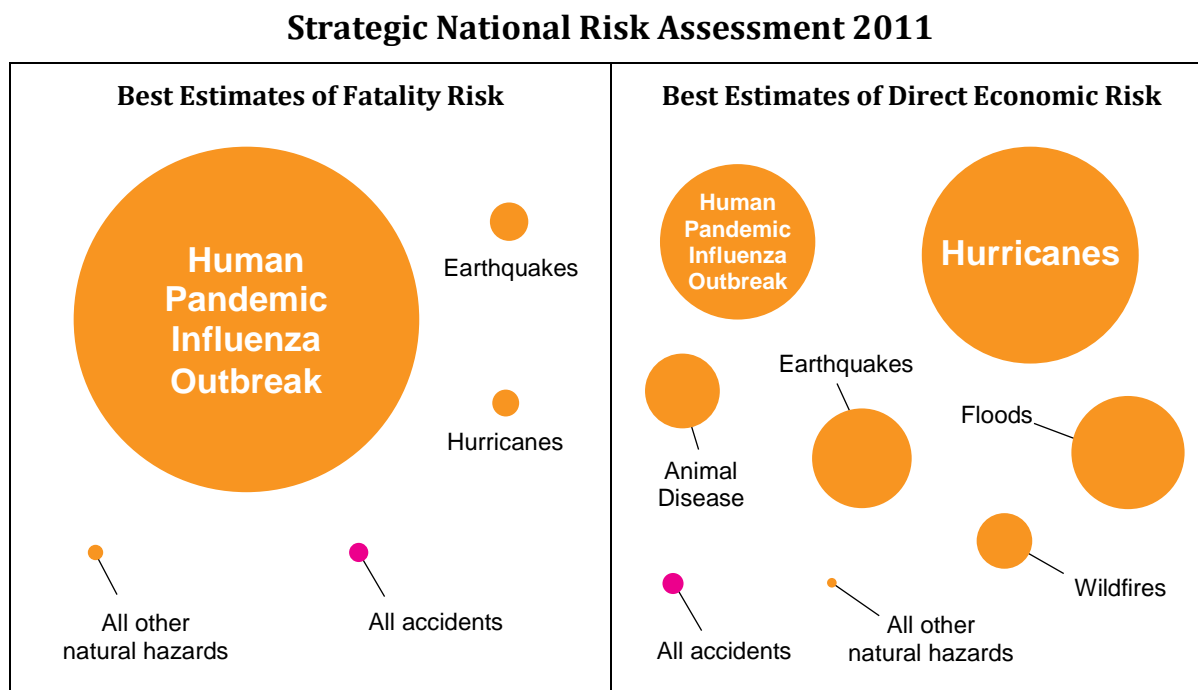 Strategic National Risk Assessment 2011
Best Estimates of Fatality Risk
Human
Pandemic
Influenza
Outbreak
Earthquakes
Hurricanes
All other
natural hazards
All accidents
Best Estimates of Direct Economic Risk
Human
Pandemic
Influenza
Outbreak
Hurricanes
Earthquakes
Floods
Animal
Disease
Wildfires
All accidents
All other
natural hazards